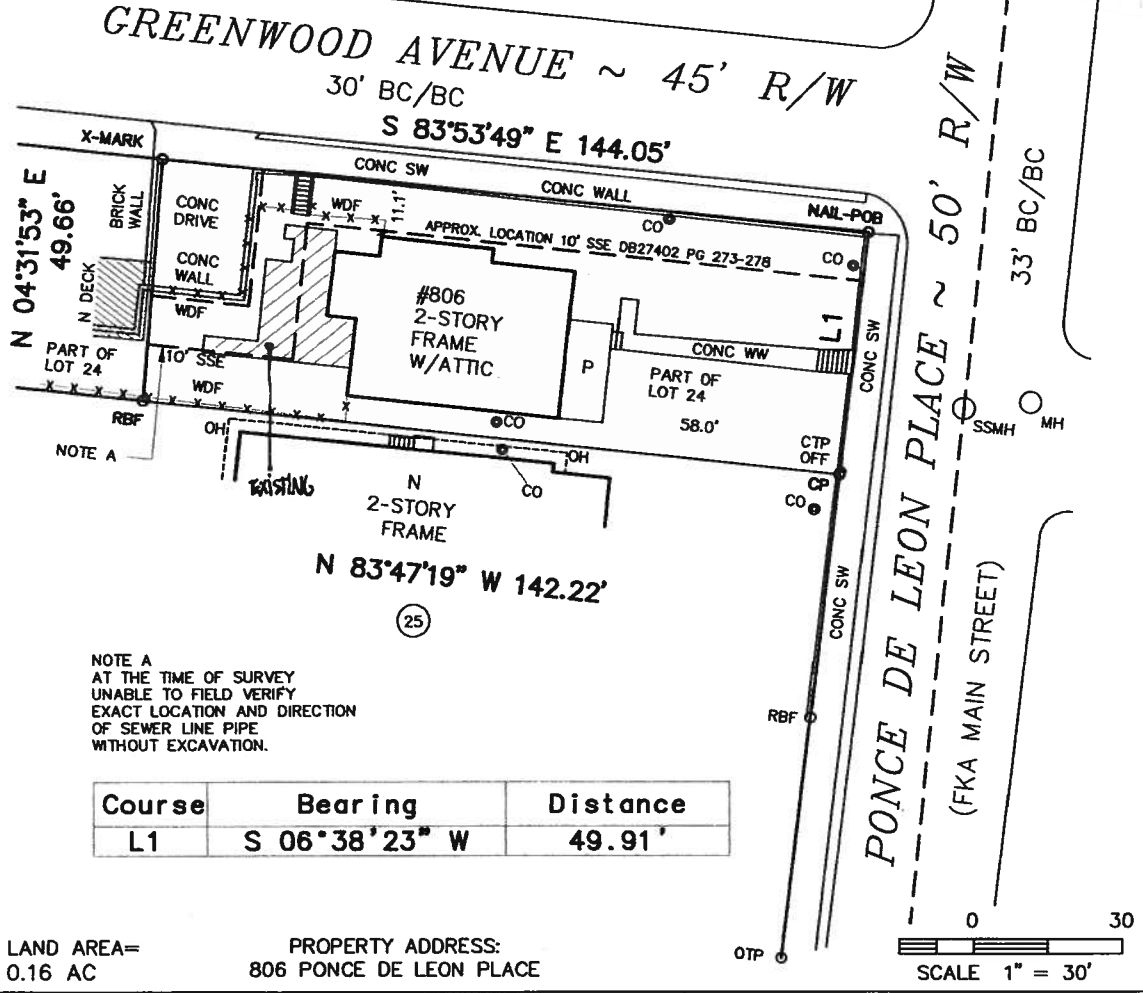 GREENWOOD AVENUE ~ 45' R/W
30' BC/BC
S 83°53'49" E 144.05'
X-MARK
CONC SW
CONC WALL
NAIL-POB
N 04°31'53" E
49.66'
BRICK
WALL
CONC
DRIVE
WDF
11.1'
CO
APPROX. LOCATION 10' SSE DB27402 PG 273-278
CO
CONC
WALL
N DECK
WDF
#806
2-STORY
FRAME
W/ATTIC
P
CONC WW
L1
CONC SW
PART OF
LOT 24
10' SSE
WDF
PART OF
LOT 24
58.0'
RBF
OH
CO
CTP
OFF
CP
NOTE A
EXISTING
OH
CO
CO
N
2-STORY
FRAME
N 83°47'19" W 142.22'
25
CONC SW
RBF
OTP
PONCE DE LEON PLACE ~ 50' R/W
33' BC/BC
SSMH
MH
(FKA MAIN STREET)
NOTE A
AT THE TIME OF SURVEY
UNABLE TO FIELD VERIFY
EXACT LOCATION AND DIRECTION
OF SEWER LINE PIPE
WITHOUT EXCAVATION.
Course Bearing Distance
L1 S 06°38'23" W 49.91'
LAND AREA=
0.16 AC
PROPERTY ADDRESS:
806 PONCE DE LEON PLACE
0 30
SCALE 1" = 30'